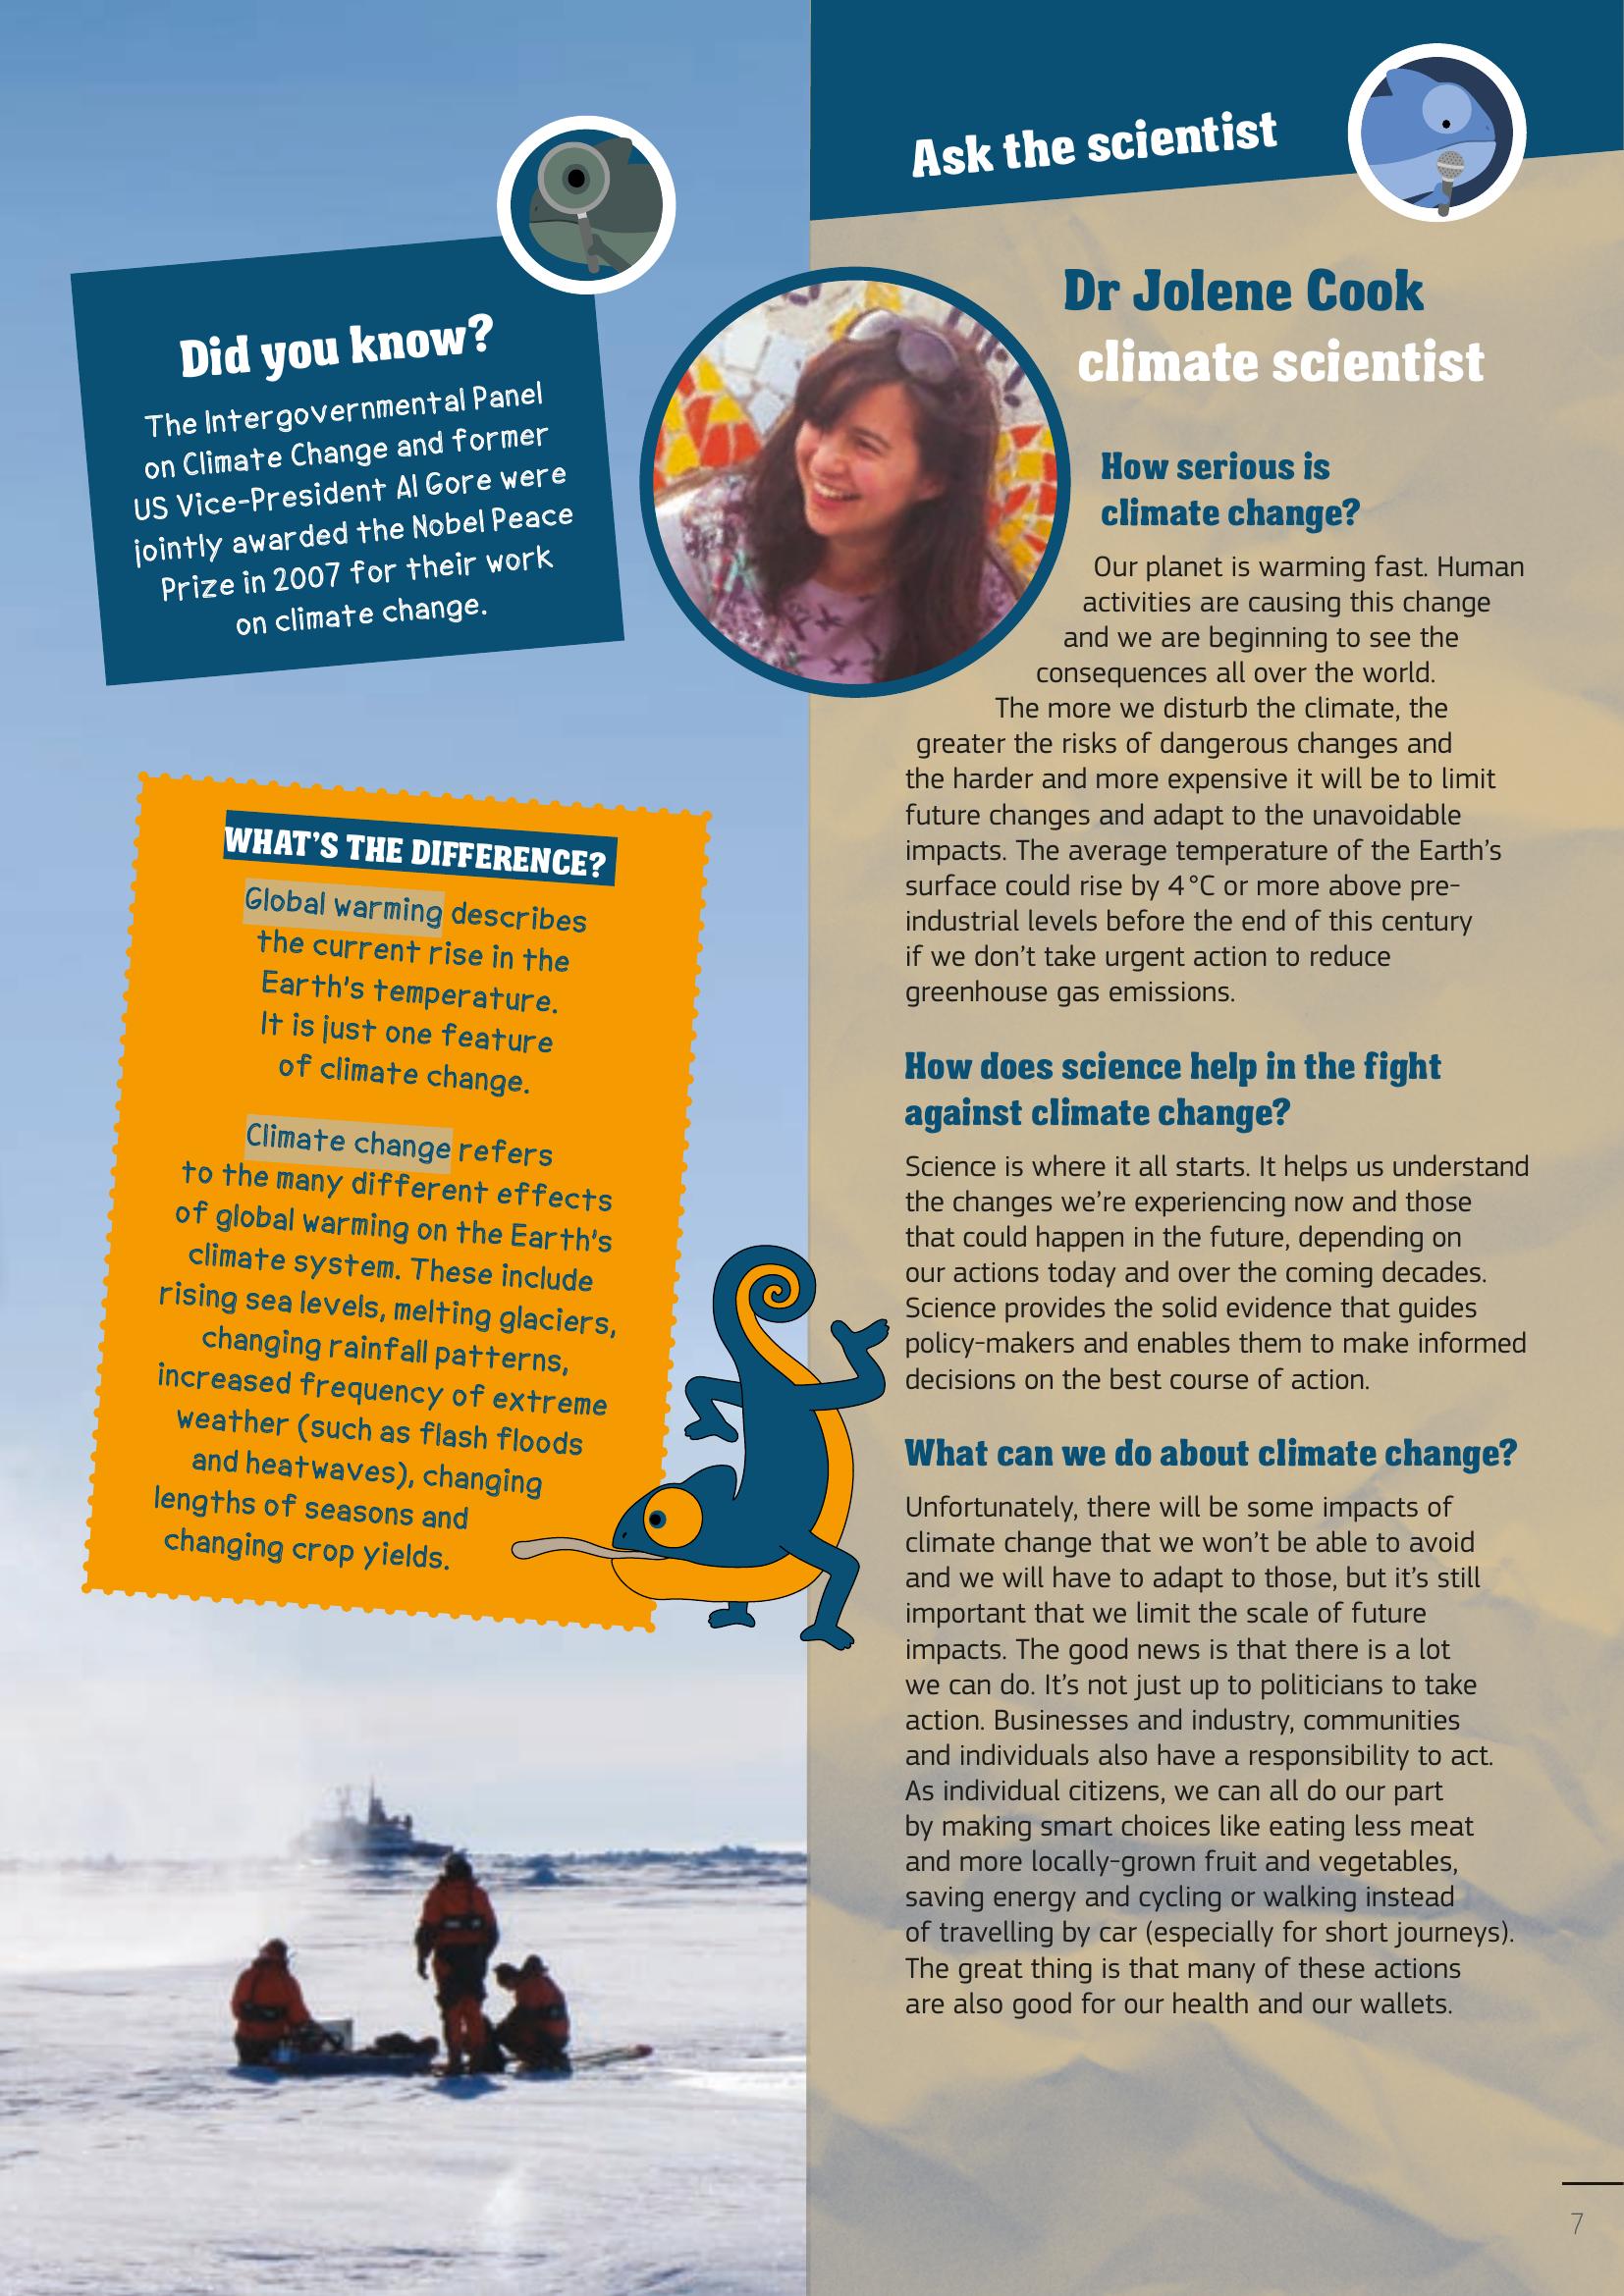 Did you know?
The Intergovernmental Panel
on Climate Change and former
US Vice-President Al Gore were
jointly awarded the Nobel Peace
Prize in 2007 for their work
on climate change.
WHAT'S THE DIFFERENCE?
Global warming describes
the current rise in the
Earth's temperature.
It is just one feature
of climate change.
Climate change refers
to the many different effects
of global warming on the Earth's
climate system. These include
rising sea levels, melting glaciers,
changing rainfall patterns,
increased frequency of extreme
weather (such as flash floods
and heatwaves), changing
lengths of seasons and
changing crop yields.
Ask the scientist
Dr Jolene Cook
climate scientist
How serious is
climate change?
Our planet is warming fast. Human
activities are causing this change
and we are beginning to see the
consequences all over the world.
The more we disturb the climate, the
greater the risks of dangerous changes and
the harder and more expensive it will be to limit
future changes and adapt to the unavoidable
impacts. The average temperature of the Earth's
surface could rise by 4 °C or more above pre-
industrial levels before the end of this century
if we don't take urgent action to reduce
greenhouse gas emissions.
How does science help in the fight
against climate change?
Science is where it all starts. It helps us understand
the changes we're experiencing now and those
that could happen in the future, depending on
our actions today and over the coming decades.
Science provides the solid evidence that guides
policy-makers and enables them to make informed
decisions on the best course of action.
What can we do about climate change?
Unfortunately, there will be some impacts of
climate change that we won't be able to avoid
and we will have to adapt to those, but it's still
important that we limit the scale of future
impacts. The good news is that there is a lot
we can do. It's not just up to politicians to take
action. Businesses and industry, communities
and individuals also have a responsibility to act.
As individual citizens, we can all do our part
by making smart choices like eating less meat
and more locally-grown fruit and vegetables,
saving energy and cycling or walking instead
of travelling by car (especially for short journeys).
The great thing is that many of these actions
are also good for our health and our wallets.
7